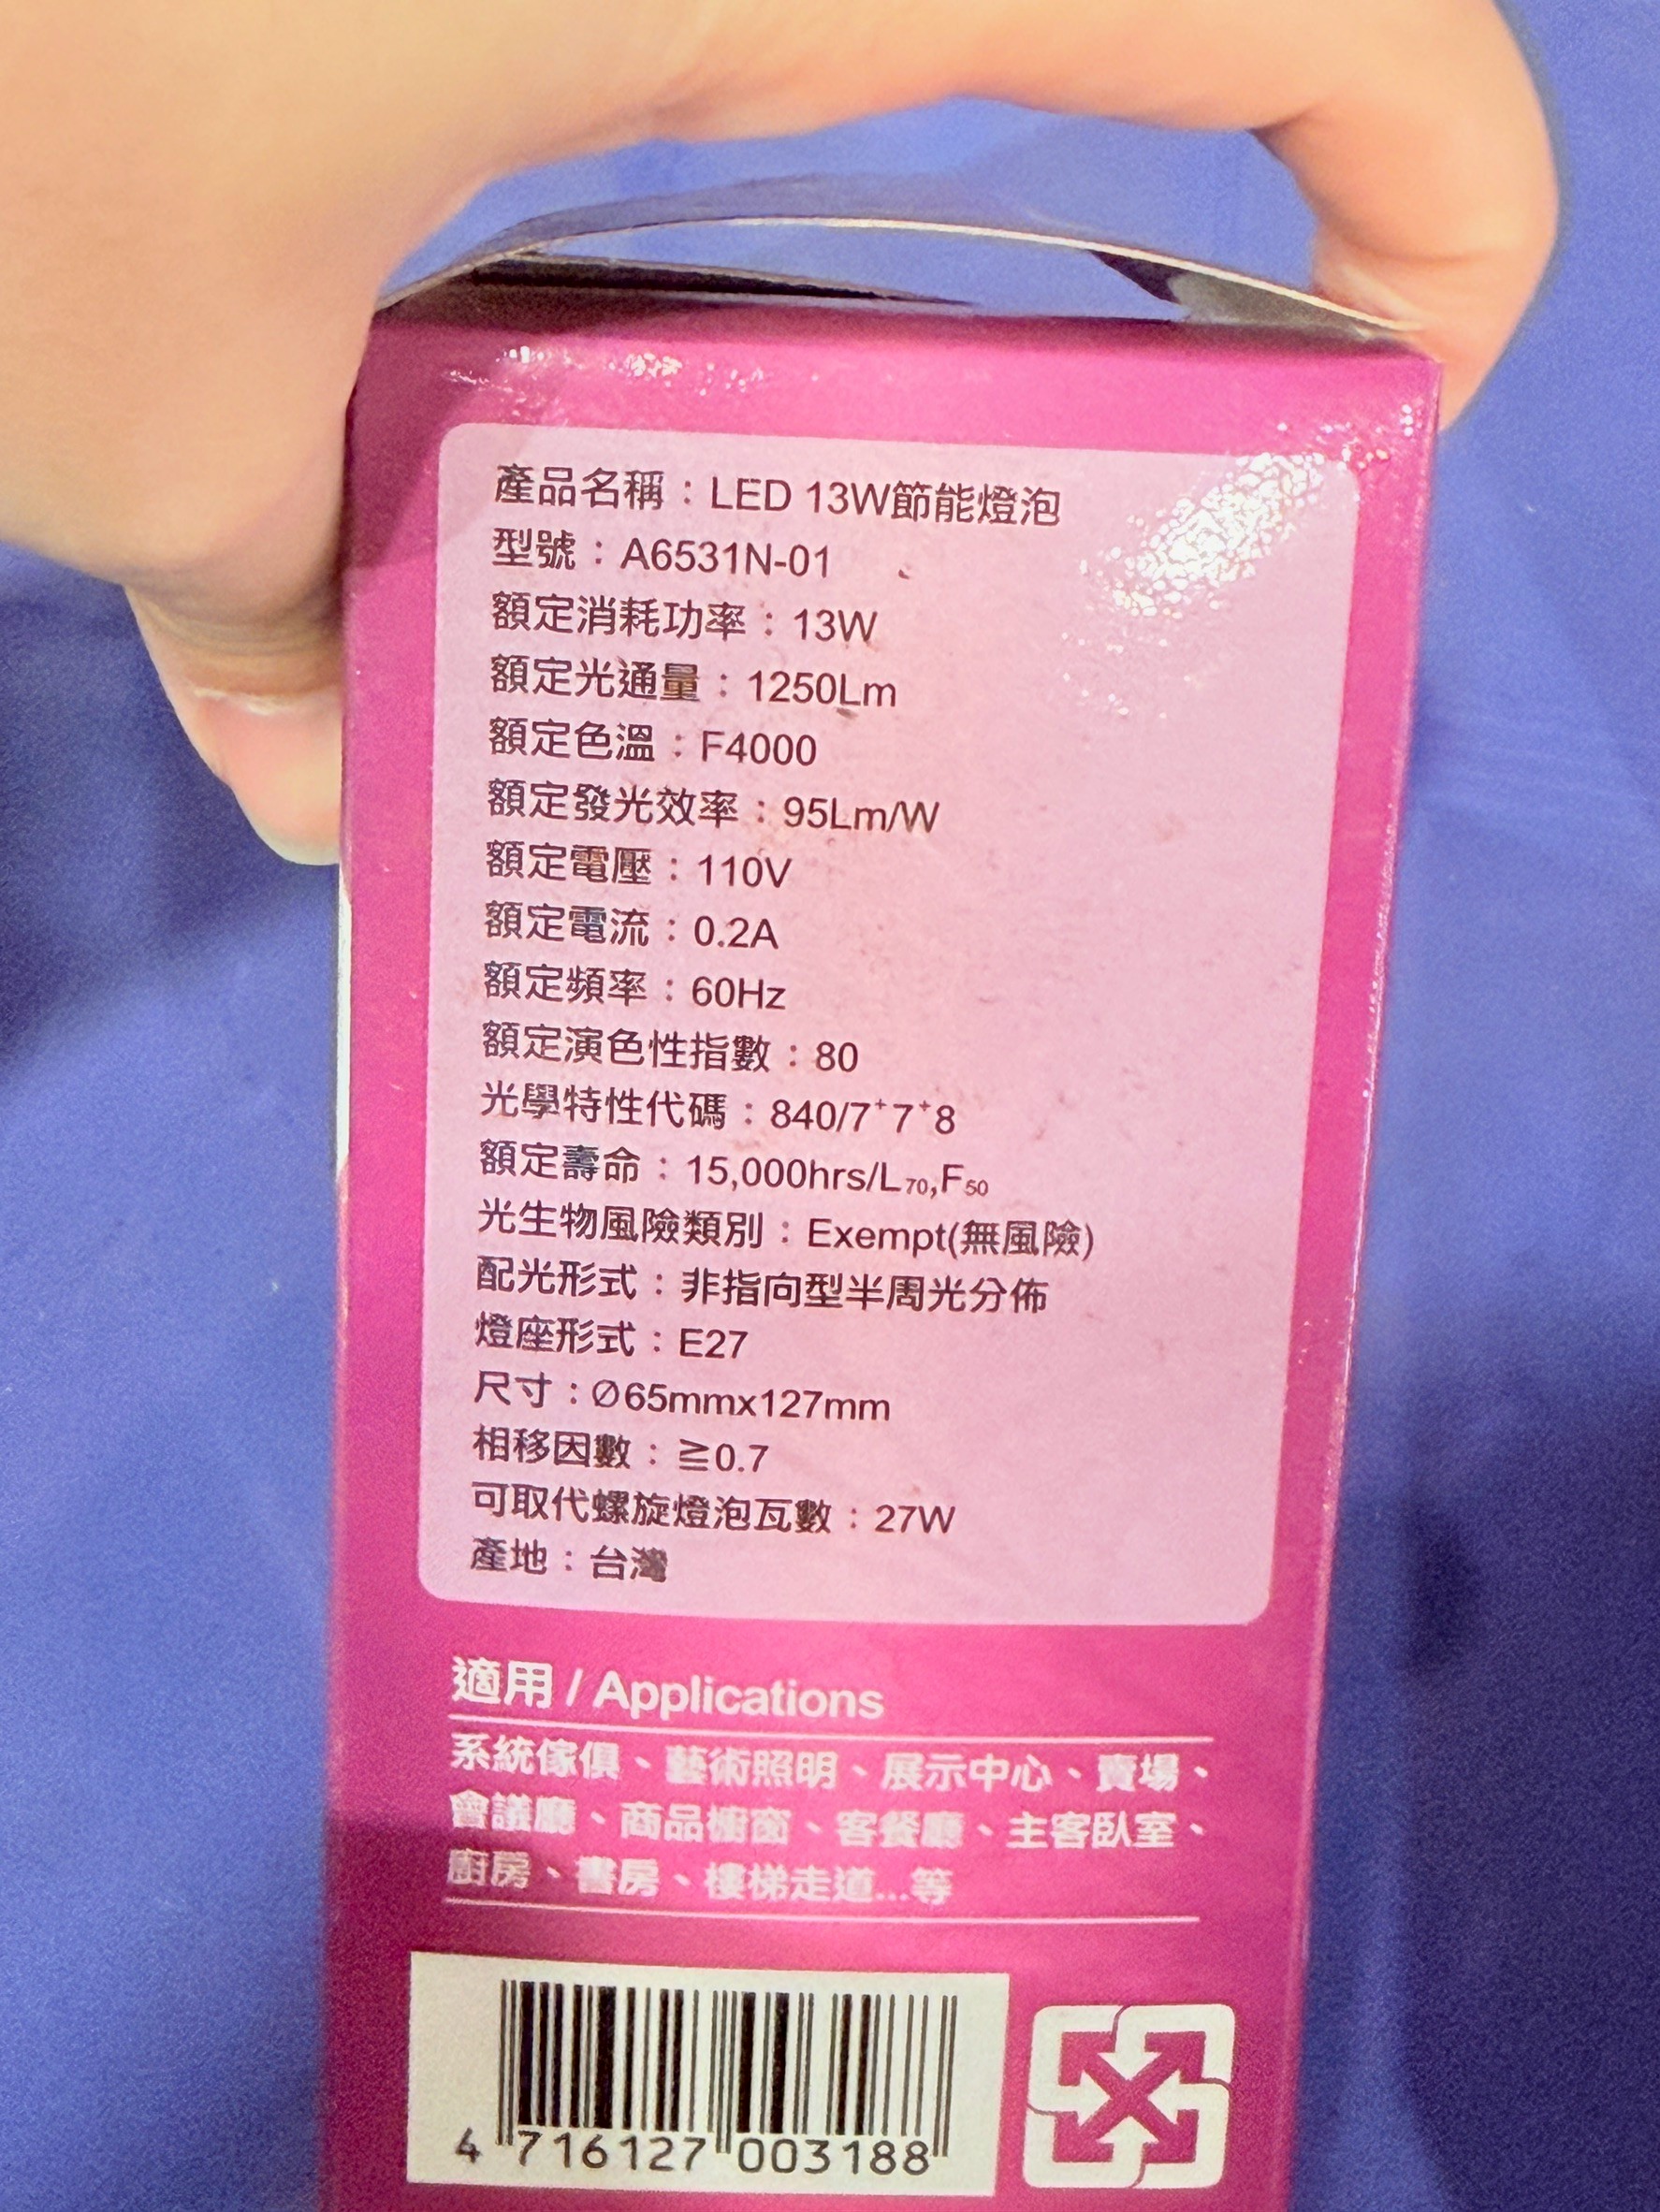 產品名稱：LED 13W節能燈泡
型號：A6531N-01
額定消耗功率：13W
額定光通量：1250Lm
額定色溫：F4000
額定發光效率：95Lm/W
額定電壓：110V
額定電流：0.2A
額定頻率：60Hz
額定演色性指數：80
光學特性代碼：840/7⁺7⁺8
額定壽命：15,000hrs/L₇₀,F₅₀
光生物風險類別：Exempt(無風險)
配光形式：非指向型半周光分佈
燈座形式：E27
尺寸：Ø65mmx127mm
相移因數：≧0.7
可取代螺旋燈泡瓦數：27W
產地：台灣
適用 / Applications
系統傢俱、藝術照明、展示中心、賣場、
會議廳、商品櫥窗、客餐廳、主客臥室、
廚房、書房、樓梯走道...等
4 716127 003188